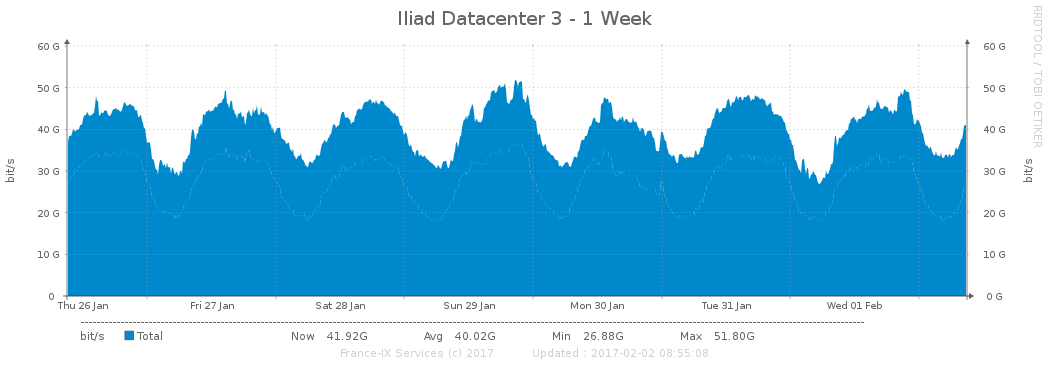 Iliad Datacenter 3 - 1 Week
RRDTOOL / TOBI OETIKER
60 G 60 G
50 G 50 G
40 G 40 G
30 G 30 G
20 G 20 G
10 G 10 G
0 0 G
bit/s bit/s
Thu 26 Jan Fri 27 Jan Sat 28 Jan Sun 29 Jan Mon 30 Jan Tue 31 Jan Wed 01 Feb
bit/s Total Now 41.92G Avg 40.02G Min 26.88G Max 51.80G
France-IX Services (c) 2017 Updated : 2017-02-02 08:55:08